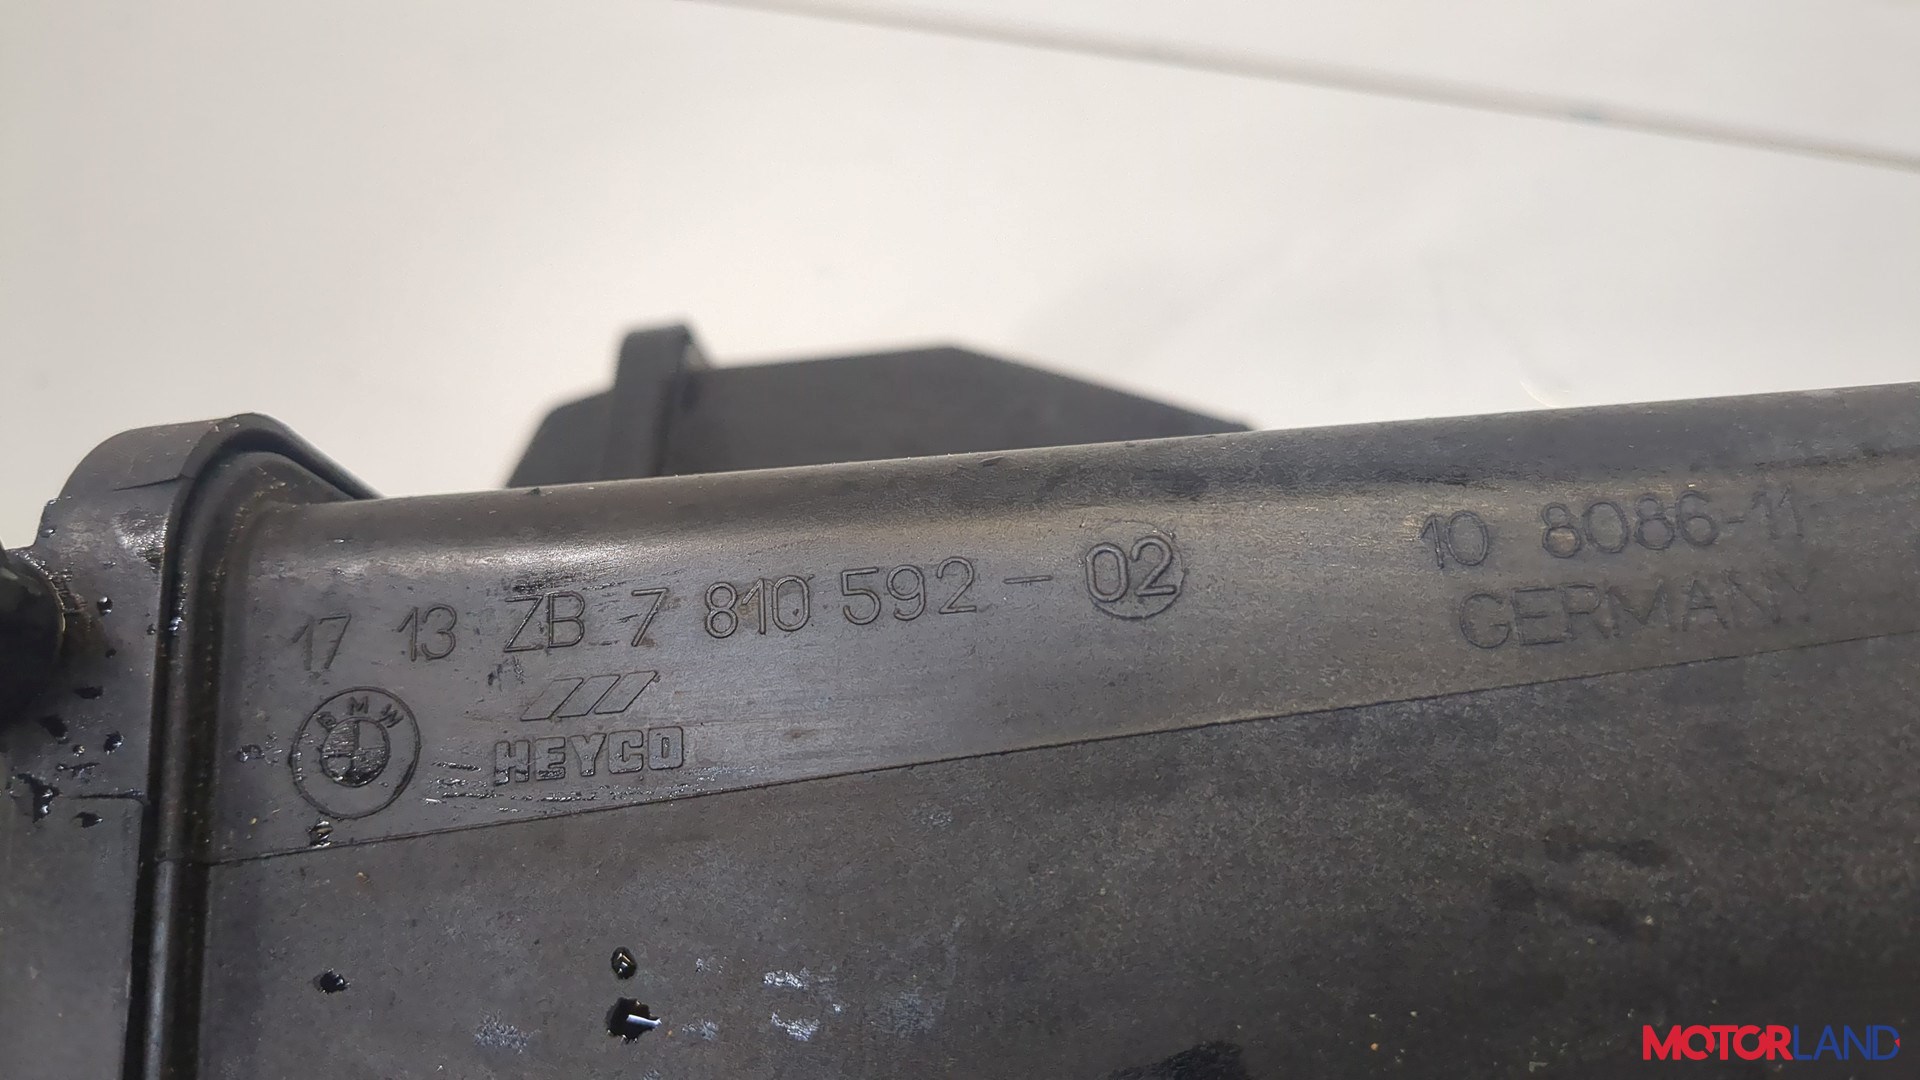 17 13 ZB 7 810 592 - 02
10 8086-11
GERMANY
BMW
HEYCO
MOTORLAND